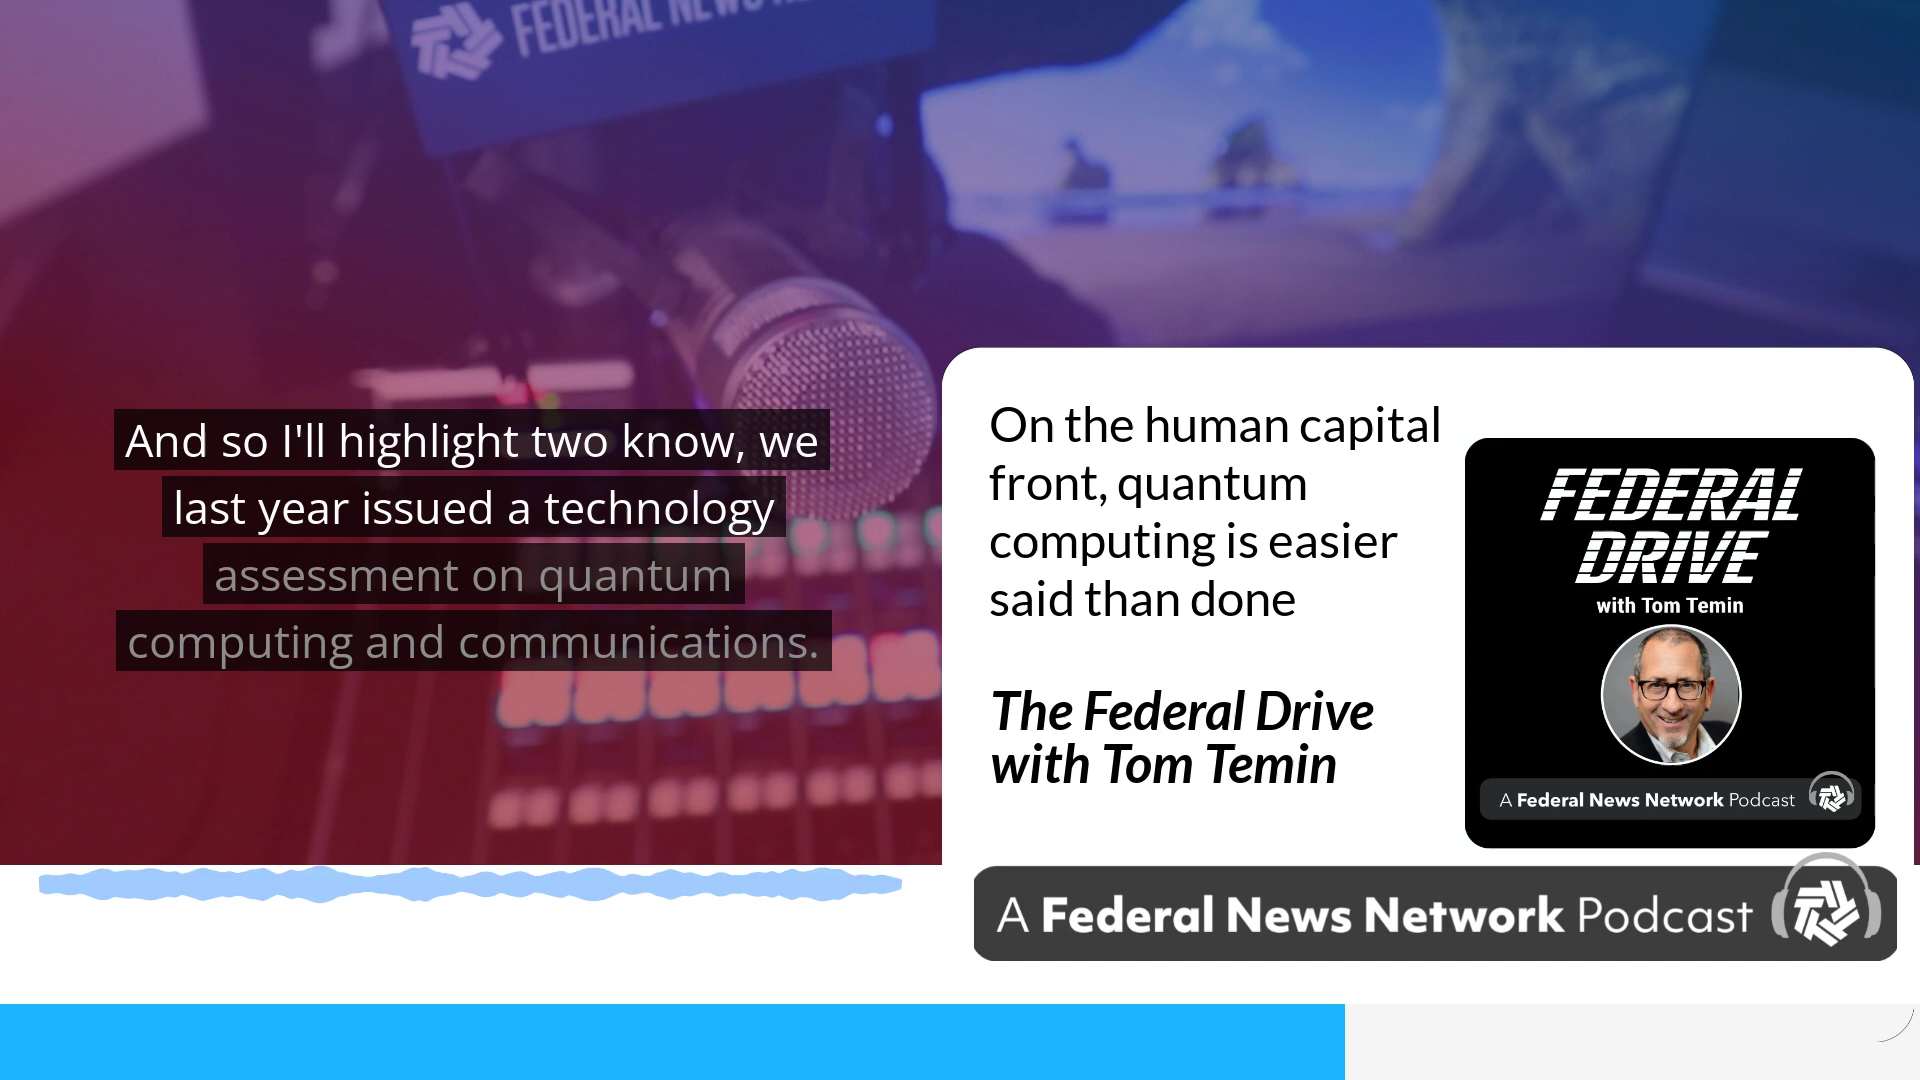 FEDERAL NEWS
And so I'll highlight two know, we
last year issued a technology
assessment on quantum
computing and communications.
On the human capital
front, quantum
computing is easier
said than done
The Federal Drive
with Tom Temin
FEDERAL
DRIVE
with Tom Temin
A Federal News Network Podcast
A Federal News Network Podcast